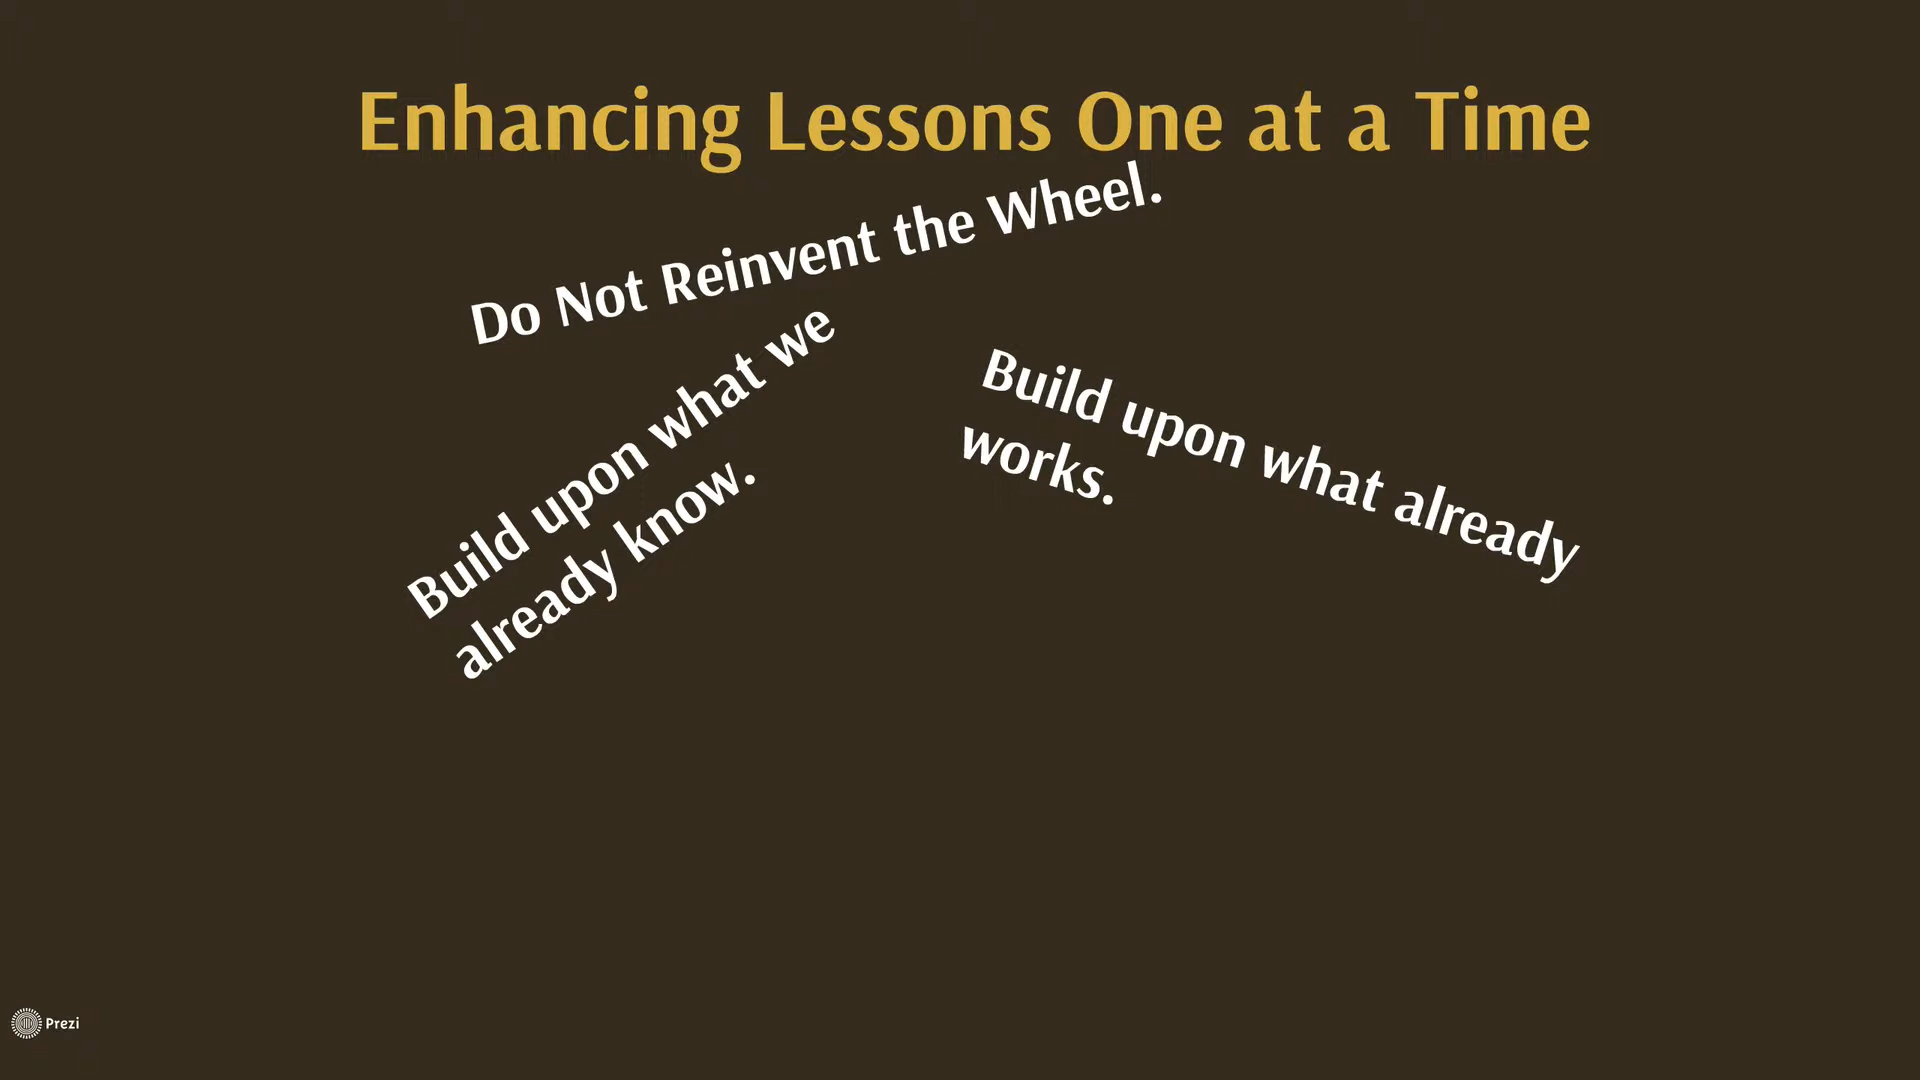 Enhancing Lessons One at a Time
Do Not Reinvent the Wheel.
Build upon what we
already know.
Build upon what already
works.
Prezi